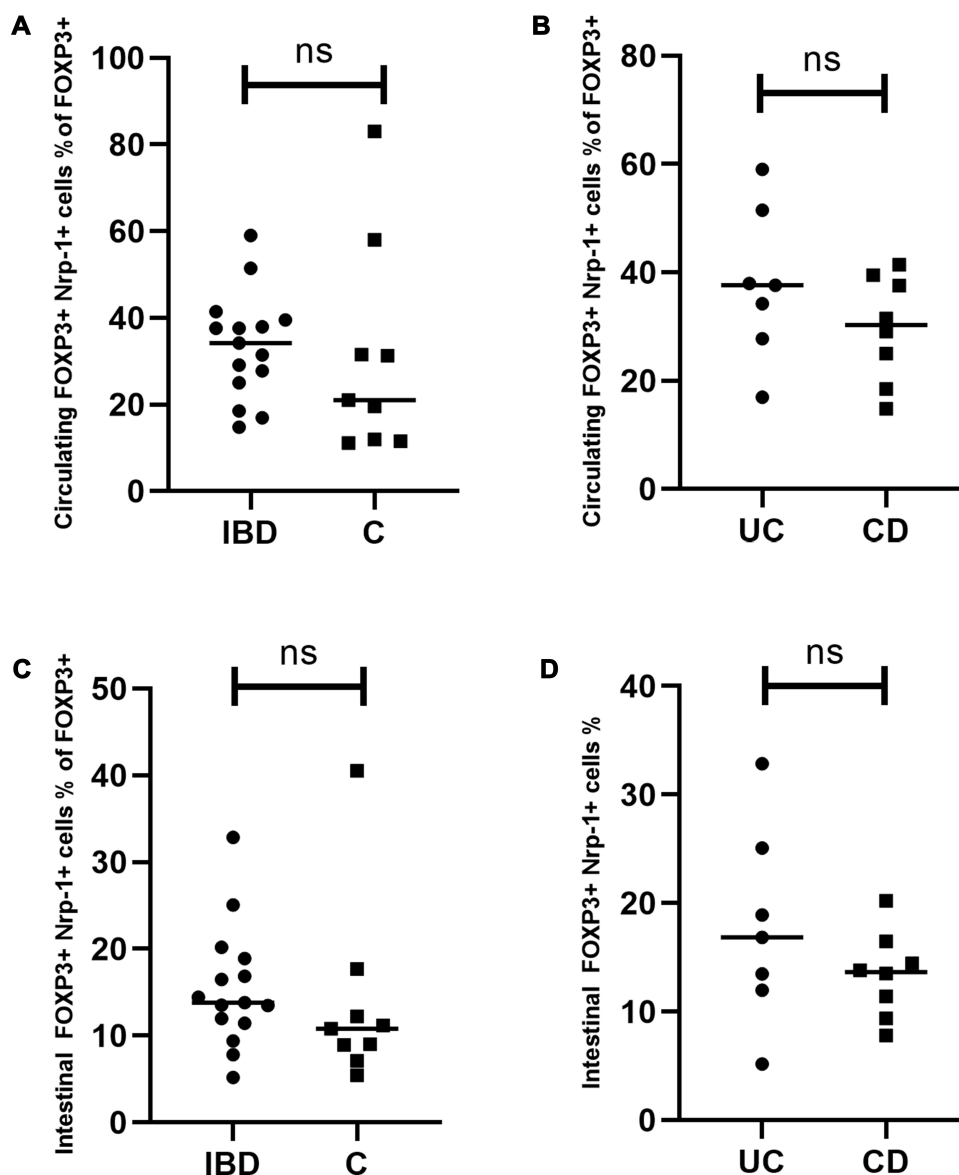 A
Circulating FOXP3+ Nrp-1+ cells % of FOXP3+
ns
100
80
60
40
20
0
IBD
C
B
Circulating FOXP3+ Nrp-1+ cells % of FOXP3+
ns
80
60
40
20
0
UC
CD
C
Intestinal FOXP3+ Nrp-1+ cells % of FOXP3+
ns
50
40
30
20
10
0
IBD
C
D
Intestinal FOXP3+ Nrp-1+ cells %
ns
40
30
20
10
0
UC
CD